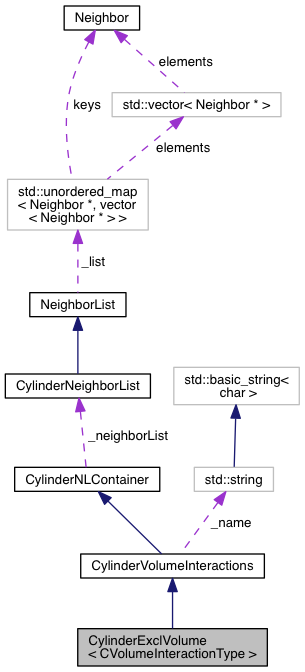 Neighbor
elements
keys
std::vector< Neighbor * >
elements
std::unordered_map
< Neighbor *, vector
< Neighbor * > >
_list
NeighborList
CylinderNeighborList
std::basic_string<
char >
_neighborList
CylinderNLContainer
std::string
_name
CylinderVolumeInteractions
CylinderExclVolume
< CVolumeInteractionType >